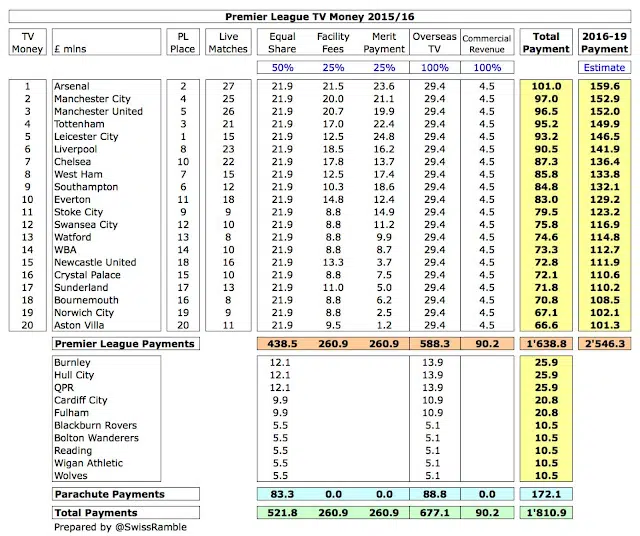 Premier League TV Money 2015/16
TV Money £ mlns PL Place Live Matches Equal Share Facility Fees Merit Payment Overseas TV Commercial Revenue Total Payment 2016-19 Payment
50% 25% 25% 100% 100% Estimate
1 Arsenal 2 27 21.9 21.5 23.6 29.4 4.5 101.0 159.6
2 Manchester City 4 25 21.9 20.0 21.1 29.4 4.5 97.0 152.9
3 Manchester United 5 26 21.9 20.7 19.9 29.4 4.5 96.5 152.0
4 Tottenham 3 21 21.9 17.0 22.4 29.4 4.5 95.2 149.9
5 Leicester City 1 15 21.9 12.5 24.8 29.4 4.5 93.2 146.5
6 Liverpool 8 23 21.9 18.5 16.2 29.4 4.5 90.5 141.9
7 Chelsea 10 22 21.9 17.8 13.7 29.4 4.5 87.3 136.4
8 West Ham 7 15 21.9 12.5 17.4 29.4 4.5 85.8 133.8
9 Southampton 6 12 21.9 10.3 18.6 29.4 4.5 84.8 132.1
10 Everton 11 18 21.9 14.8 12.4 29.4 4.5 83.0 129.2
11 Stoke City 9 9 21.9 8.8 14.9 29.4 4.5 79.5 123.2
12 Swansea City 12 10 21.9 8.8 11.2 29.4 4.5 75.8 116.9
13 Watford 13 8 21.9 8.8 9.9 29.4 4.5 74.6 114.8
14 WBA 14 10 21.9 8.8 8.7 29.4 4.5 73.3 112.7
15 Newcastle United 18 16 21.9 13.3 3.7 29.4 4.5 72.8 111.9
16 Crystal Palace 15 10 21.9 8.8 7.5 29.4 4.5 72.1 110.6
17 Sunderland 17 13 21.9 11.0 5.0 29.4 4.5 71.8 110.2
18 Bournemouth 16 8 21.9 8.8 6.2 29.4 4.5 70.8 108.5
19 Norwich City 19 8 21.9 8.8 2.5 29.4 4.5 67.1 102.1
20 Aston Villa 20 11 21.9 9.5 1.2 29.4 4.5 66.6 101.3
Premier League Payments 438.5 260.9 260.9 588.3 90.2 1'638.8 2'546.3
Burnley 12.1 13.9 25.9
Hull City 12.1 13.9 25.9
QPR 12.1 13.9 25.9
Cardiff City 9.9 10.9 20.8
Fulham 9.9 10.9 20.8
Blackburn Rovers 5.5 5.1 10.5
Bolton Wanderers 5.5 5.1 10.5
Reading 5.5 5.1 10.5
Wigan Athletic 5.5 5.1 10.5
Wolves 5.5 5.1 10.5
Parachute Payments 83.3 0.0 0.0 88.8 0.0 172.1
Total Payments 521.8 260.9 260.9 677.1 90.2 1'810.9
Prepared by @SwissRamble